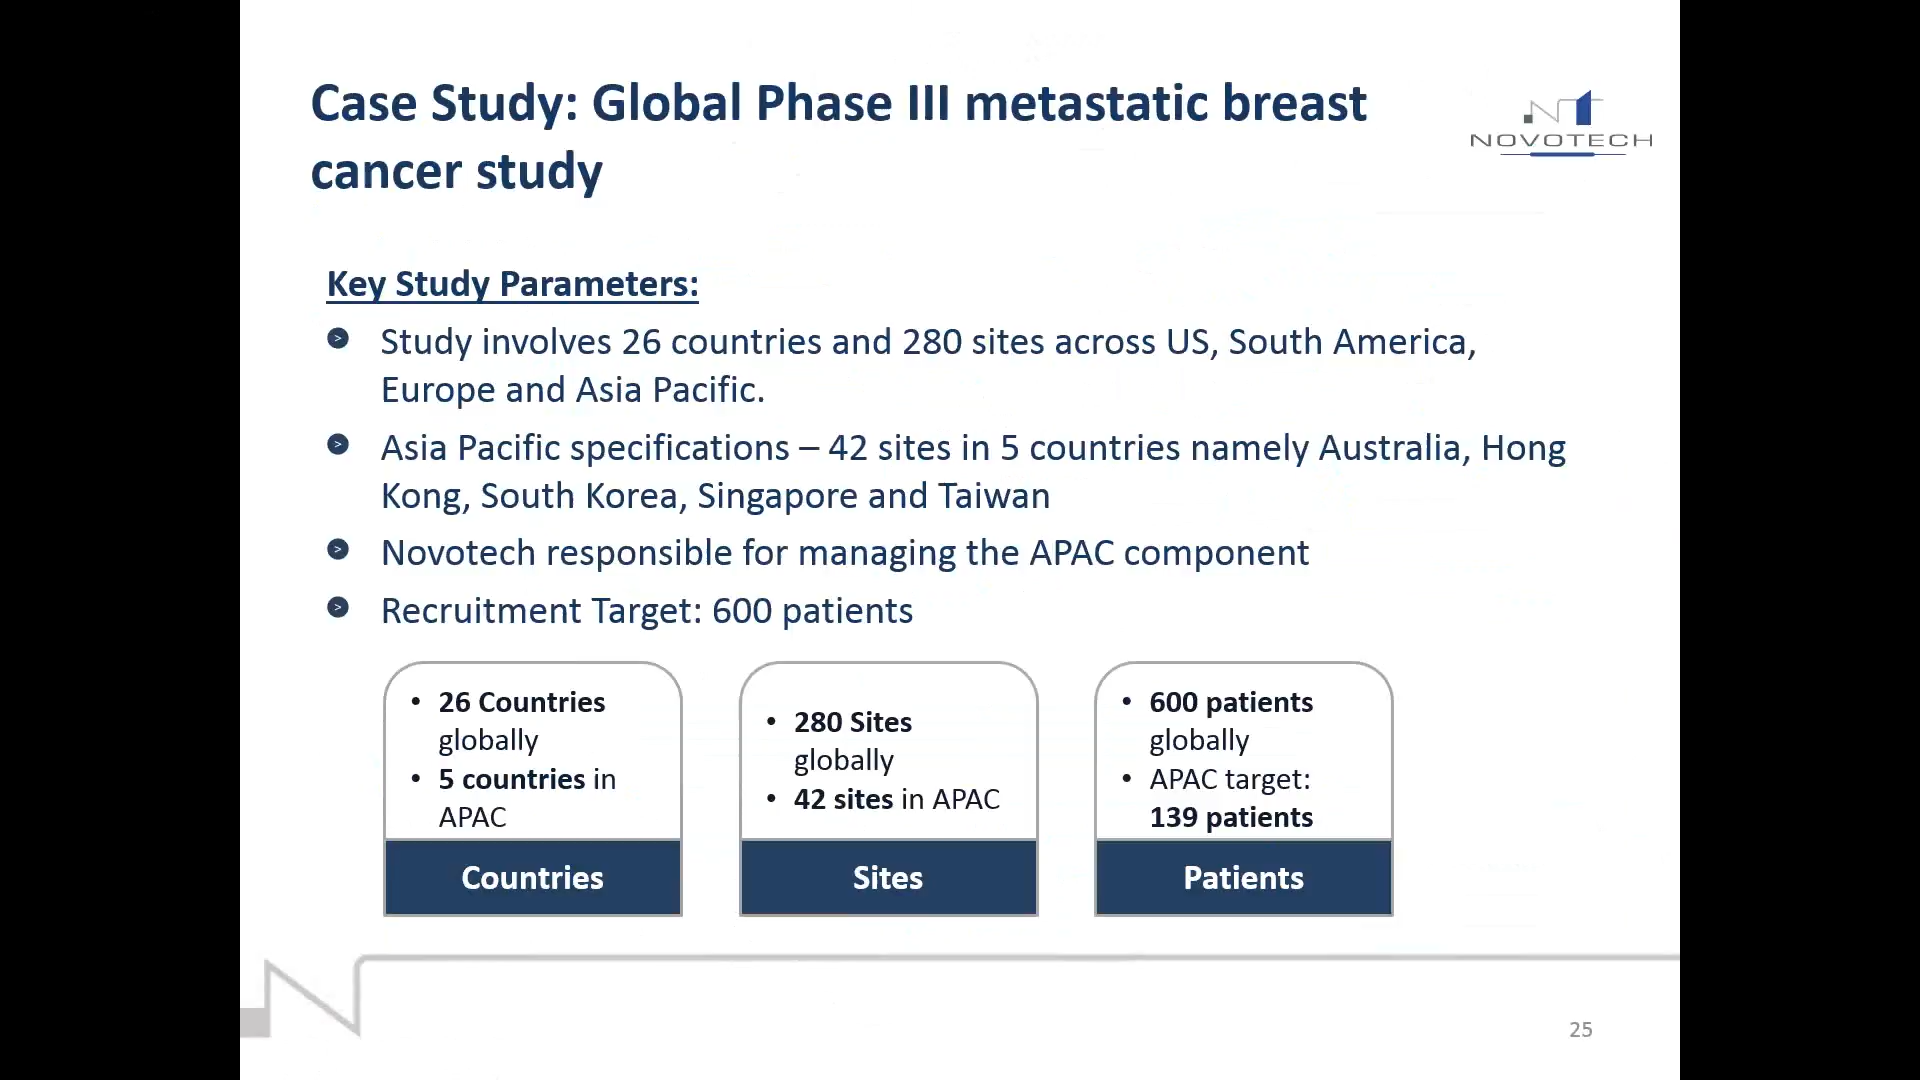 Case Study: Global Phase III metastatic breast
cancer study
NOVOTECH
Key Study Parameters:
Study involves 26 countries and 280 sites across US, South America,
Europe and Asia Pacific.
Asia Pacific specifications – 42 sites in 5 countries namely Australia, Hong
Kong, South Korea, Singapore and Taiwan
Novotech responsible for managing the APAC component
Recruitment Target: 600 patients
• 26 Countries
globally
• 5 countries in
APAC
Countries
• 280 Sites
globally
• 42 sites in APAC
Sites
• 600 patients
globally
• APAC target:
139 patients
Patients
25